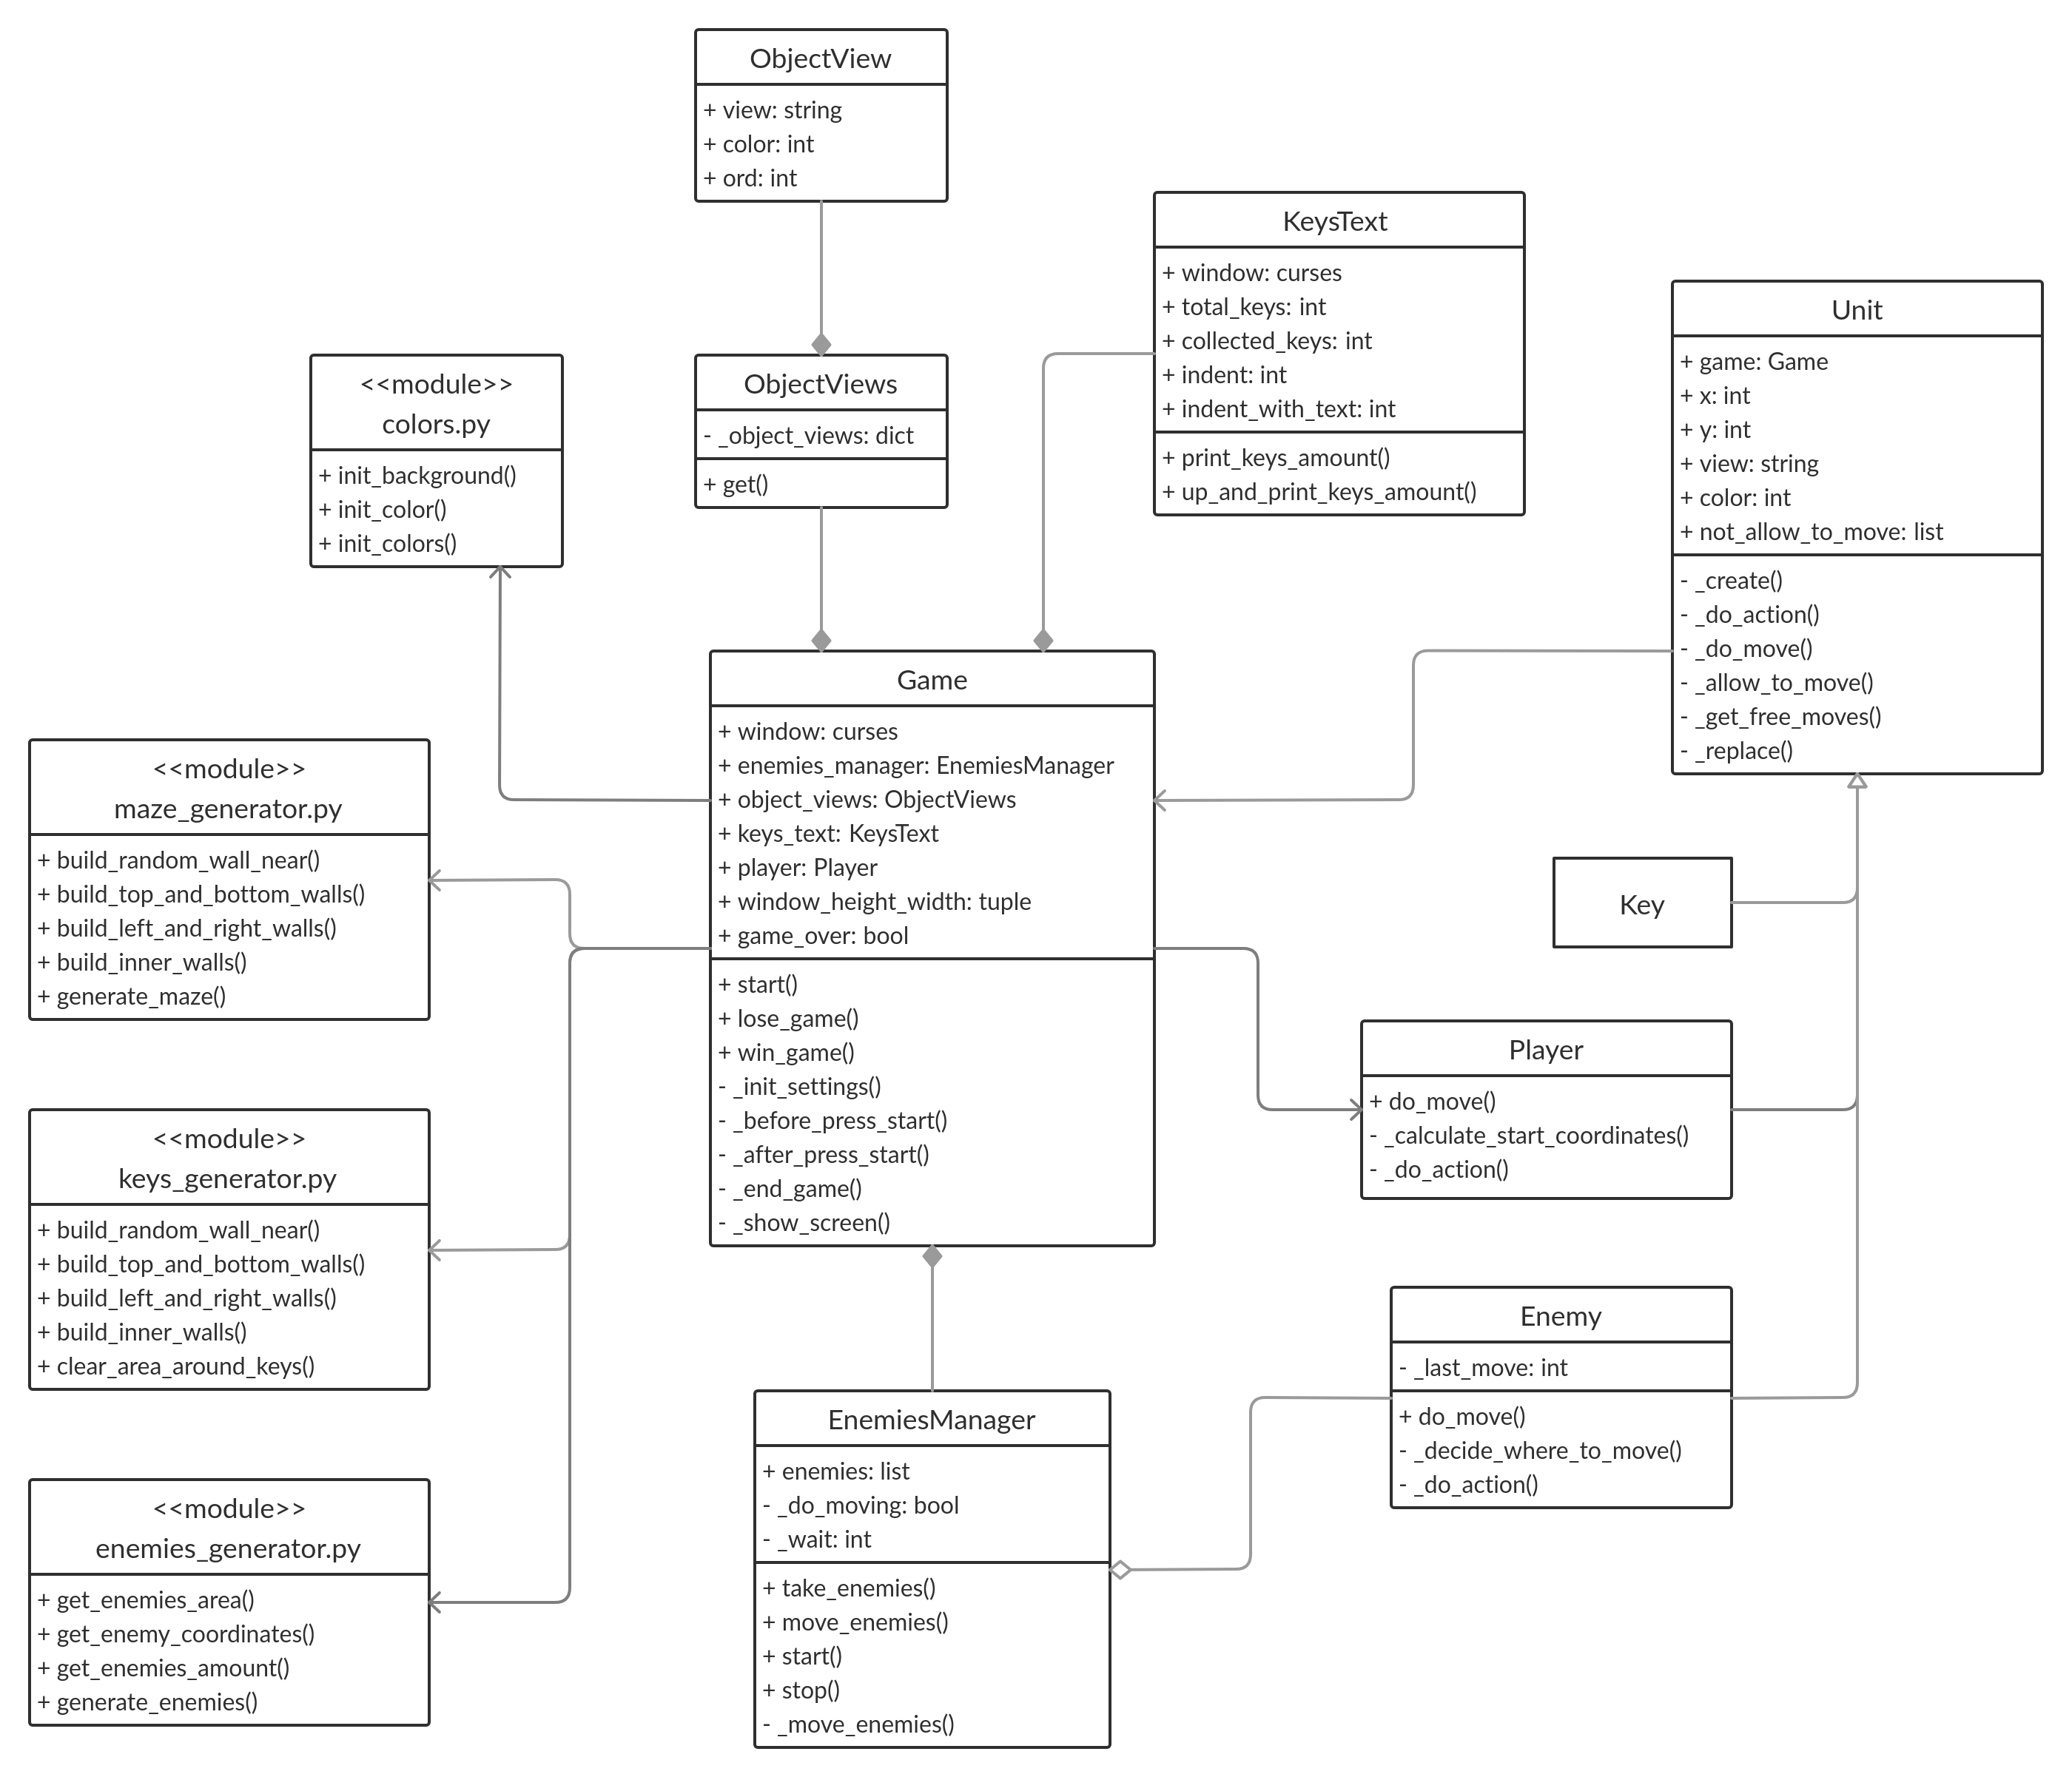 ObjectView
+ view: string
+ color: int
+ ord: int
KeysText
+ window: curses
+ total_keys: int
+ collected_keys: int
+ indent: int
+ indent_with_text: int
+ print_keys_amount()
+ up_and_print_keys_amount()
Unit
+ game: Game
+ x: int
+ y: int
+ view: string
+ color: int
+ not_allow_to_move: list
- _create()
- _do_action()
- _do_move()
- _allow_to_move()
- _get_free_moves()
- _replace()
<<module>>
colors.py
+ init_background()
+ init_color()
+ init_colors()
ObjectViews
- _object_views: dict
+ get()
Game
+ window: curses
+ enemies_manager: EnemiesManager
+ object_views: ObjectViews
+ keys_text: KeysText
+ player: Player
+ window_height_width: tuple
+ game_over: bool
+ start()
+ lose_game()
+ win_game()
- _init_settings()
- _before_press_start()
- _after_press_start()
- _end_game()
- _show_screen()
<<module>>
maze_generator.py
+ build_random_wall_near()
+ build_top_and_bottom_walls()
+ build_left_and_right_walls()
+ build_inner_walls()
+ generate_maze()
Key
Player
+ do_move()
- _calculate_start_coordinates()
- _do_action()
<<module>>
keys_generator.py
+ build_random_wall_near()
+ build_top_and_bottom_walls()
+ build_left_and_right_walls()
+ build_inner_walls()
+ clear_area_around_keys()
Enemy
- _last_move: int
+ do_move()
- _decide_where_to_move()
- _do_action()
EnemiesManager
+ enemies: list
- _do_moving: bool
- _wait: int
+ take_enemies()
+ move_enemies()
+ start()
+ stop()
- _move_enemies()
<<module>>
enemies_generator.py
+ get_enemies_area()
+ get_enemy_coordinates()
+ get_enemies_amount()
+ generate_enemies()